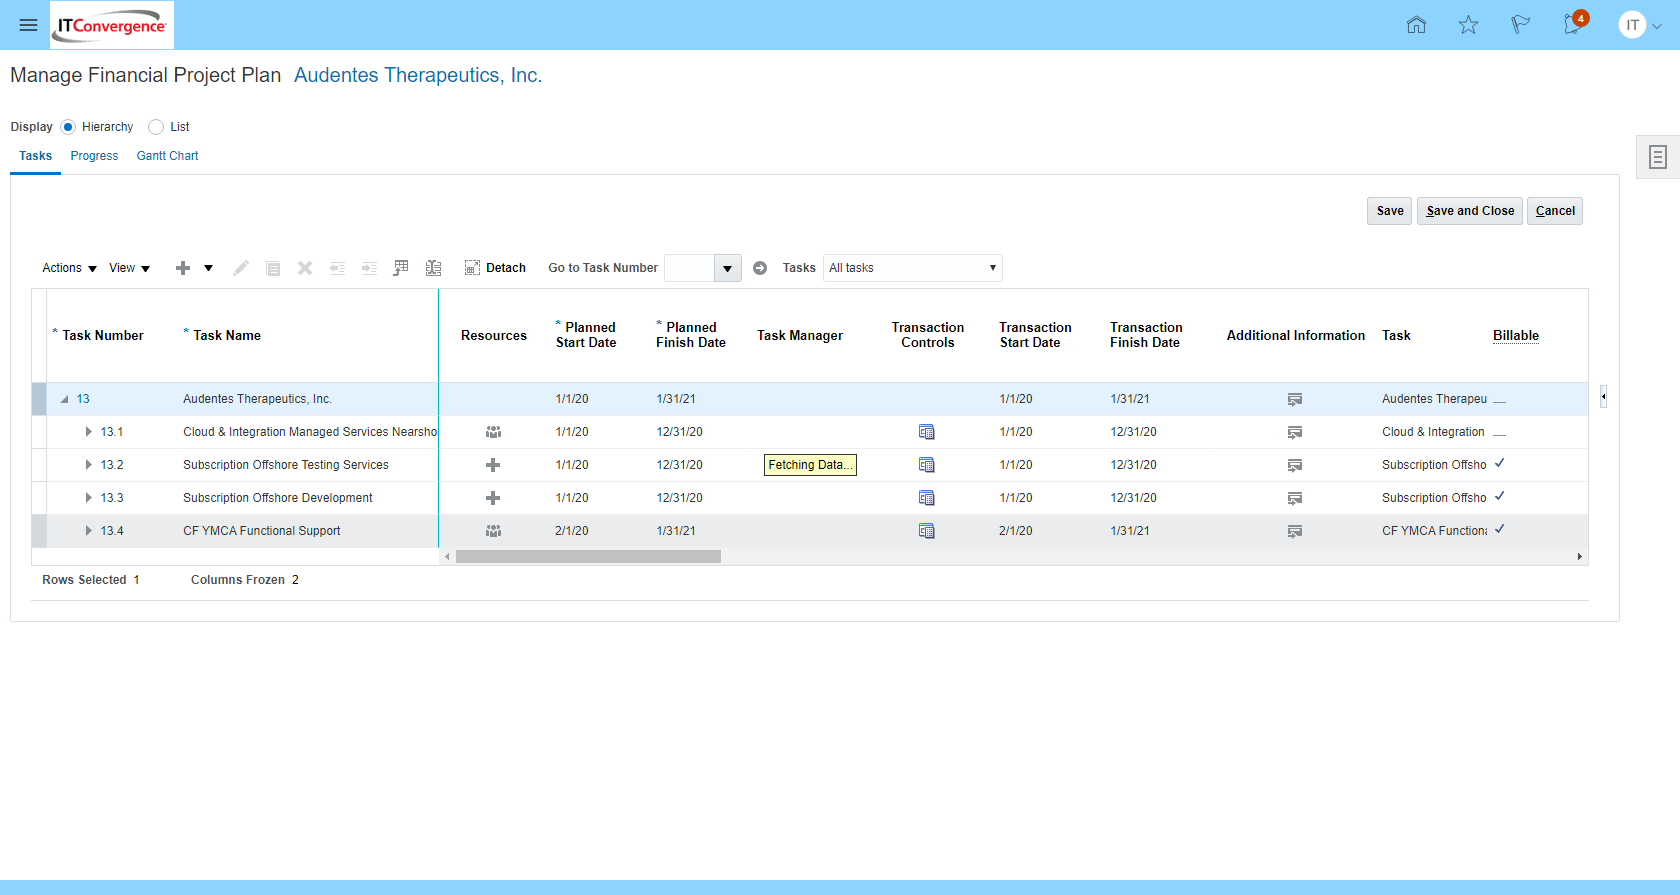 ITConvergence
4
IT
Manage Financial Project Plan Audentes Therapeutics, Inc.
Display Hierarchy List
Tasks Progress Gantt Chart
Save Save and Close Cancel
Actions View Detach Go to Task Number Tasks All tasks
* Task Number * Task Name Resources * Planned Start Date * Planned Finish Date Task Manager Transaction Controls Transaction Start Date Transaction Finish Date Additional Information Task Billable
13 Audentes Therapeutics, Inc. 1/1/20 1/31/21 1/1/20 1/31/21 Audentes Therapeu
13.1 Cloud & Integration Managed Services Nearsho 1/1/20 12/31/20 1/1/20 12/31/20 Cloud & Integration
13.2 Subscription Offshore Testing Services 1/1/20 12/31/20 Fetching Data... 1/1/20 12/31/20 Subscription Offsho
13.3 Subscription Offshore Development 1/1/20 12/31/20 1/1/20 12/31/20 Subscription Offsho
13.4 CF YMCA Functional Support 2/1/20 1/31/21 2/1/20 1/31/21 CF YMCA Functiona
Rows Selected 1 Columns Frozen 2